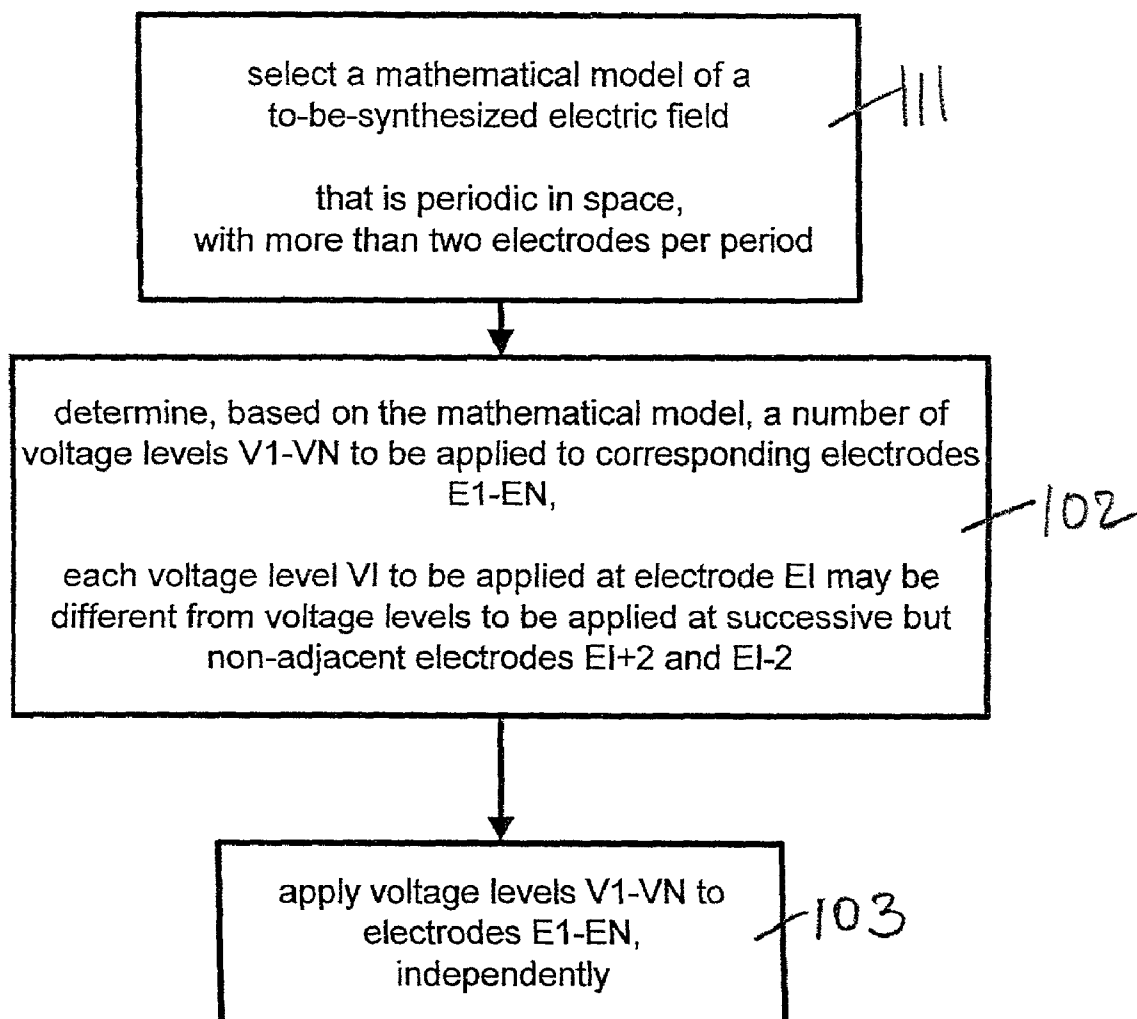 select a mathematical model of a
to-be-synthesized electric field
that is periodic in space,
with more than two electrodes per period
111
determine, based on the mathematical model, a number of
voltage levels V1-VN to be applied to corresponding electrodes
E1-EN,
each voltage level VI to be applied at electrode EI may be
different from voltage levels to be applied at successive but
non-adjacent electrodes EI+2 and EI-2
102
apply voltage levels V1-VN to
electrodes E1-EN,
independently
103